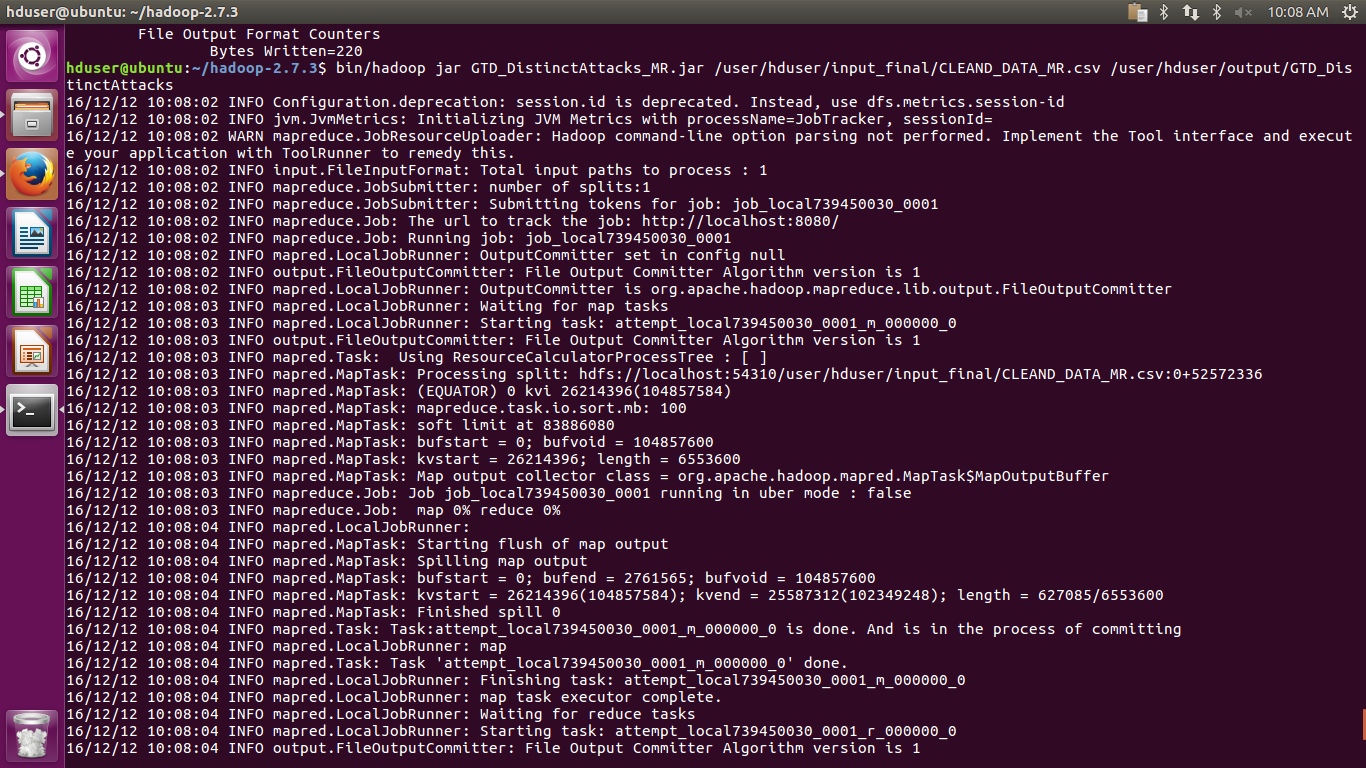 hduser@ubuntu: ~/hadoop-2.7.3
10:08 AM
File Output Format Counters
Bytes Written=220
hduser@ubuntu:~/hadoop-2.7.3$ bin/hadoop jar GTD_DistinctAttacks_MR.jar /user/hduser/input_final/CLEAND_DATA_MR.csv /user/hduser/output/GTD_Dis
tinctAttacks
16/12/12 10:08:02 INFO Configuration.deprecation: session.id is deprecated. Instead, use dfs.metrics.session-id
16/12/12 10:08:02 INFO jvm.JvmMetrics: Initializing JVM Metrics with processName=JobTracker, sessionId=
16/12/12 10:08:02 WARN mapreduce.JobResourceUploader: Hadoop command-line option parsing not performed. Implement the Tool interface and execut
e your application with ToolRunner to remedy this.
16/12/12 10:08:02 INFO input.FileInputFormat: Total input paths to process : 1
16/12/12 10:08:02 INFO mapreduce.JobSubmitter: number of splits:1
16/12/12 10:08:02 INFO mapreduce.JobSubmitter: Submitting tokens for job: job_local739450030_0001
16/12/12 10:08:02 INFO mapreduce.Job: The url to track the job: http://localhost:8080/
16/12/12 10:08:02 INFO mapreduce.Job: Running job: job_local739450030_0001
16/12/12 10:08:02 INFO mapred.LocalJobRunner: OutputCommitter set in config null
16/12/12 10:08:02 INFO output.FileOutputCommitter: File Output Committer Algorithm version is 1
16/12/12 10:08:02 INFO mapred.LocalJobRunner: OutputCommitter is org.apache.hadoop.mapreduce.lib.output.FileOutputCommitter
16/12/12 10:08:03 INFO mapred.LocalJobRunner: Waiting for map tasks
16/12/12 10:08:03 INFO mapred.LocalJobRunner: Starting task: attempt_local739450030_0001_m_000000_0
16/12/12 10:08:03 INFO output.FileOutputCommitter: File Output Committer Algorithm version is 1
16/12/12 10:08:03 INFO mapred.Task:  Using ResourceCalculatorProcessTree : [ ]
16/12/12 10:08:03 INFO mapred.MapTask: Processing split: hdfs://localhost:54310/user/hduser/input_final/CLEAND_DATA_MR.csv:0+52572336
16/12/12 10:08:03 INFO mapred.MapTask: (EQUATOR) 0 kvi 26214396(104857584)
16/12/12 10:08:03 INFO mapred.MapTask: mapreduce.task.io.sort.mb: 100
16/12/12 10:08:03 INFO mapred.MapTask: soft limit at 83886080
16/12/12 10:08:03 INFO mapred.MapTask: bufstart = 0; bufvoid = 104857600
16/12/12 10:08:03 INFO mapred.MapTask: kvstart = 26214396; length = 6553600
16/12/12 10:08:03 INFO mapred.MapTask: Map output collector class = org.apache.hadoop.mapred.MapTask$MapOutputBuffer
16/12/12 10:08:03 INFO mapreduce.Job: Job job_local739450030_0001 running in uber mode : false
16/12/12 10:08:03 INFO mapreduce.Job:  map 0% reduce 0%
16/12/12 10:08:04 INFO mapred.LocalJobRunner:
16/12/12 10:08:04 INFO mapred.MapTask: Starting flush of map output
16/12/12 10:08:04 INFO mapred.MapTask: Spilling map output
16/12/12 10:08:04 INFO mapred.MapTask: bufstart = 0; bufend = 2761565; bufvoid = 104857600
16/12/12 10:08:04 INFO mapred.MapTask: kvstart = 26214396(104857584); kvend = 25587312(102349248); length = 627085/6553600
16/12/12 10:08:04 INFO mapred.MapTask: Finished spill 0
16/12/12 10:08:04 INFO mapred.Task: Task:attempt_local739450030_0001_m_000000_0 is done. And is in the process of committing
16/12/12 10:08:04 INFO mapred.LocalJobRunner: map
16/12/12 10:08:04 INFO mapred.Task: Task 'attempt_local739450030_0001_m_000000_0' done.
16/12/12 10:08:04 INFO mapred.LocalJobRunner: Finishing task: attempt_local739450030_0001_m_000000_0
16/12/12 10:08:04 INFO mapred.LocalJobRunner: map task executor complete.
16/12/12 10:08:04 INFO mapred.LocalJobRunner: Waiting for reduce tasks
16/12/12 10:08:04 INFO mapred.LocalJobRunner: Starting task: attempt_local739450030_0001_r_000000_0
16/12/12 10:08:04 INFO output.FileOutputCommitter: File Output Committer Algorithm version is 1